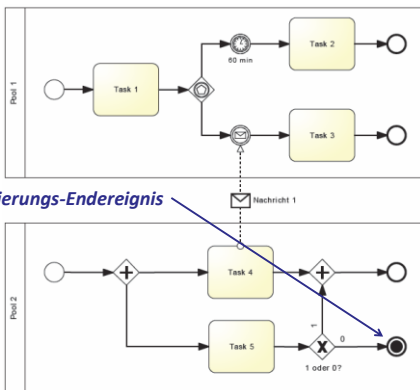 Pool 1
Task 1
60 min
Task 2
Task 3
ierungs-Endereignis
Nachricht 1
Pool 2
Task 4
Task 5
1
0
1 oder 0?